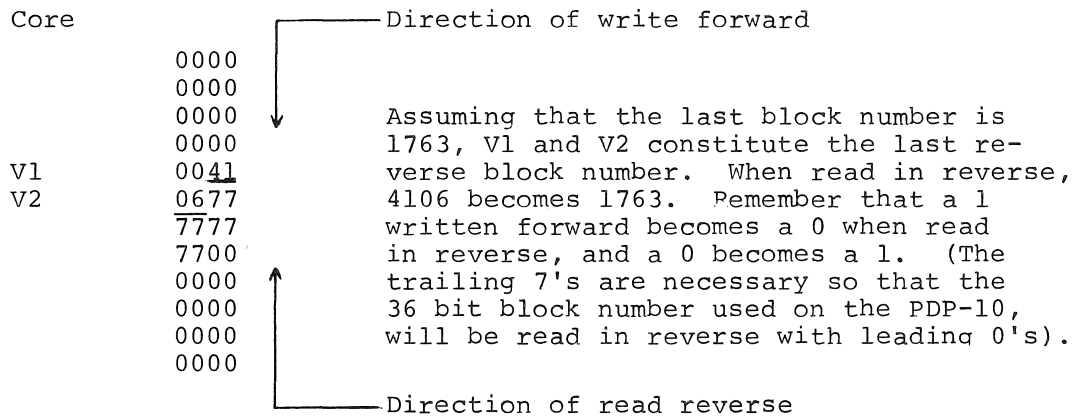 Core Direction of write forward
0000
0000
0000 Assuming that the last block number is
0000 1763, V1 and V2 constitute the last re-
V1 0041 verse block number. When read in reverse,
V2 0677 4106 becomes 1763. Pemember that a 1
7777 written forward becomes a 0 when read
7700 in reverse, and a 0 becomes a 1. (The
0000 trailing 7's are necessary so that the
0000 36 bit block number used on the PDP-10,
0000 will be read in reverse with leading 0's).
0000
Direction of read reverse